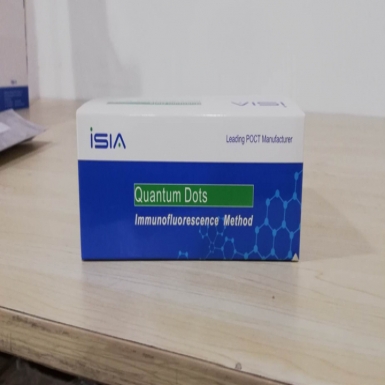 iSIA
Leading POCT Manufacturer
Quantum Dots
Immunofluorescence Method